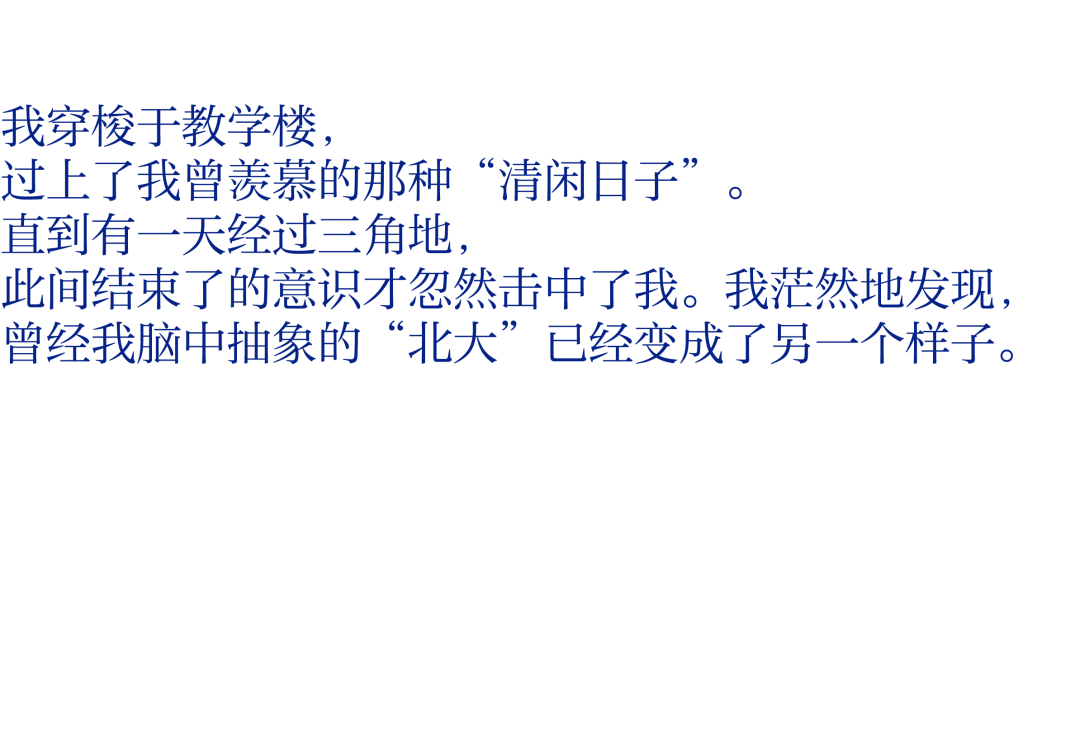 我穿梭于教学楼,
过上了我曾羡慕的那种“清闲日子”。
直到有一天经过三角地,
此间结束了的意识才忽然击中了我。我茫然地发现,
曾经我脑中抽象的“北大”已经变成了另一个样子。